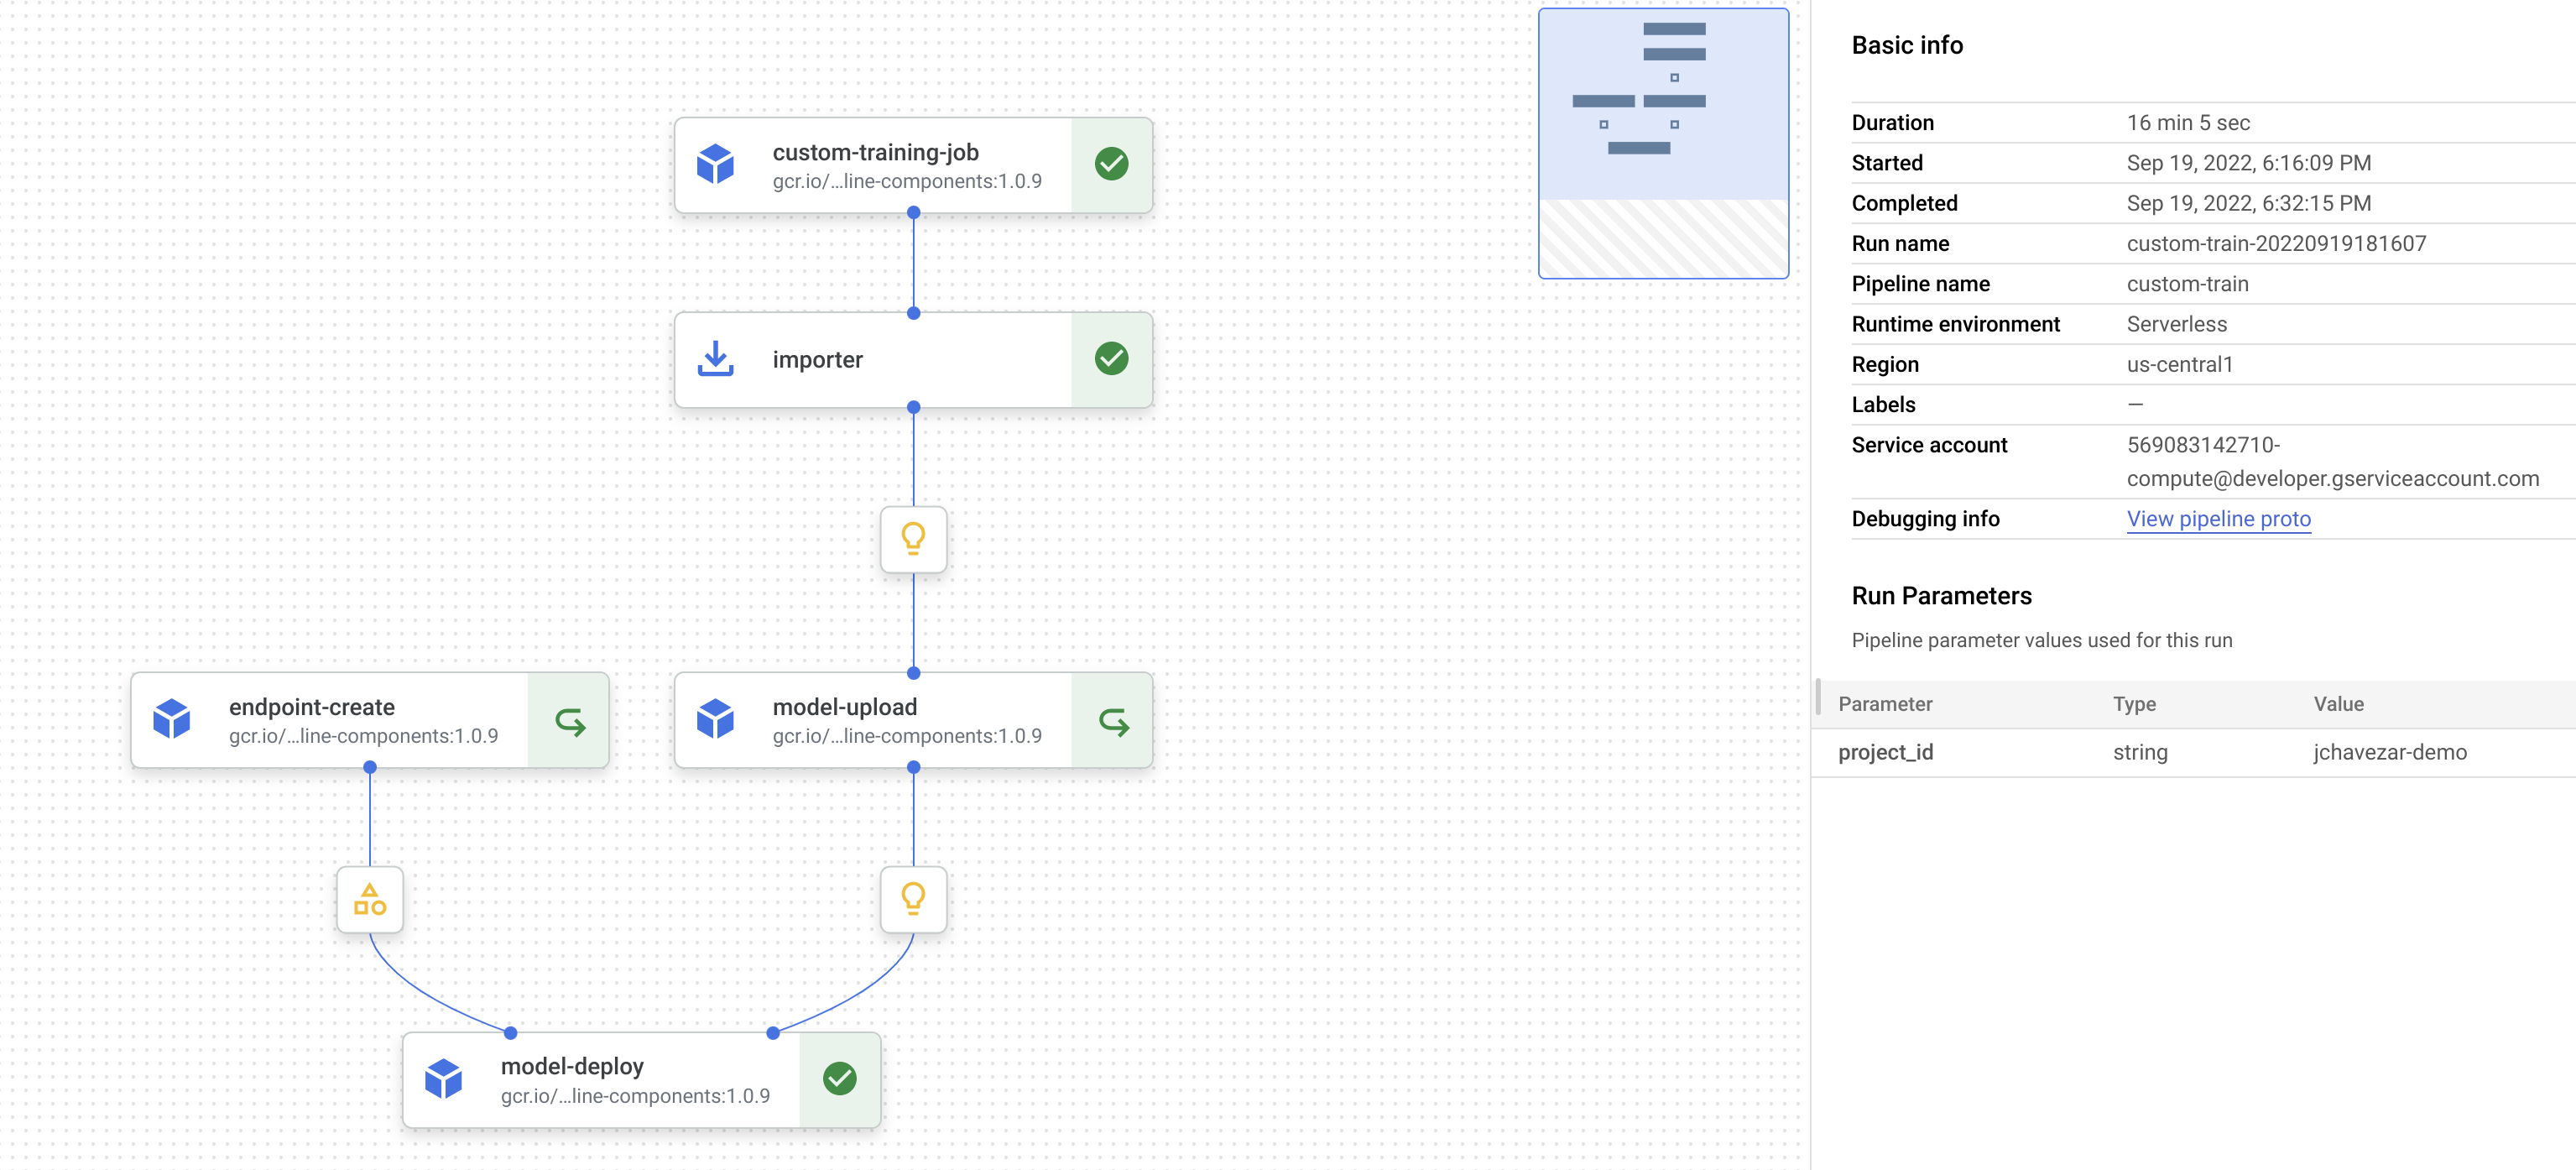 custom-training-job
gcr.io/...line-components:1.0.9
importer
endpoint-create
gcr.io/...line-components:1.0.9
model-upload
gcr.io/...line-components:1.0.9
model-deploy
gcr.io/...line-components:1.0.9
Basic info
Duration 16 min 5 sec
Started Sep 19, 2022, 6:16:09 PM
Completed Sep 19, 2022, 6:32:15 PM
Run name custom-train-20220919181607
Pipeline name custom-train
Runtime environment Serverless
Region us-central1
Labels —
Service account 569083142710-
compute@developer.gserviceaccount.com
Debugging info View pipeline proto
Run Parameters
Pipeline parameter values used for this run
Parameter Type Value
project_id string jchavezar-demo